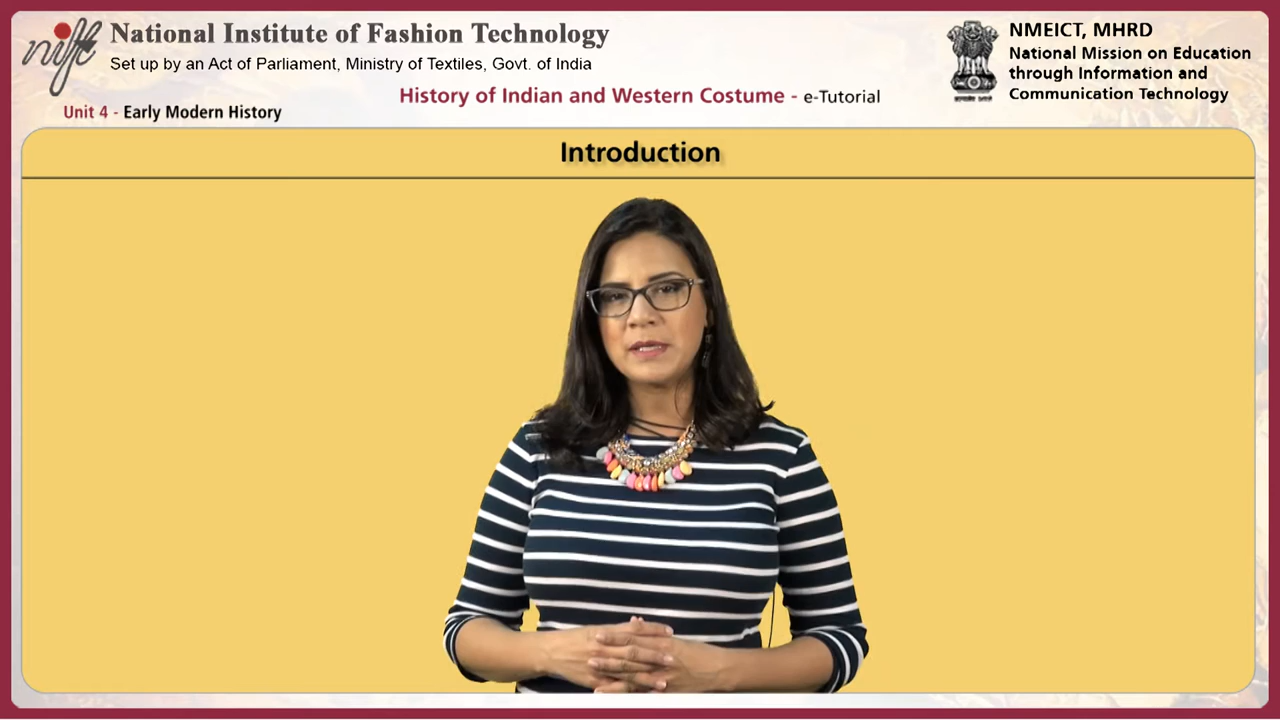 nift
National Institute of Fashion Technology
Set up by an Act of Parliament, Ministry of Textiles, Govt. of India
NMEICT, MHRD
National Mission on Education
through Information and
Communication Technology
History of Indian and Western Costume - e-Tutorial
Unit 4 - Early Modern History
Introduction